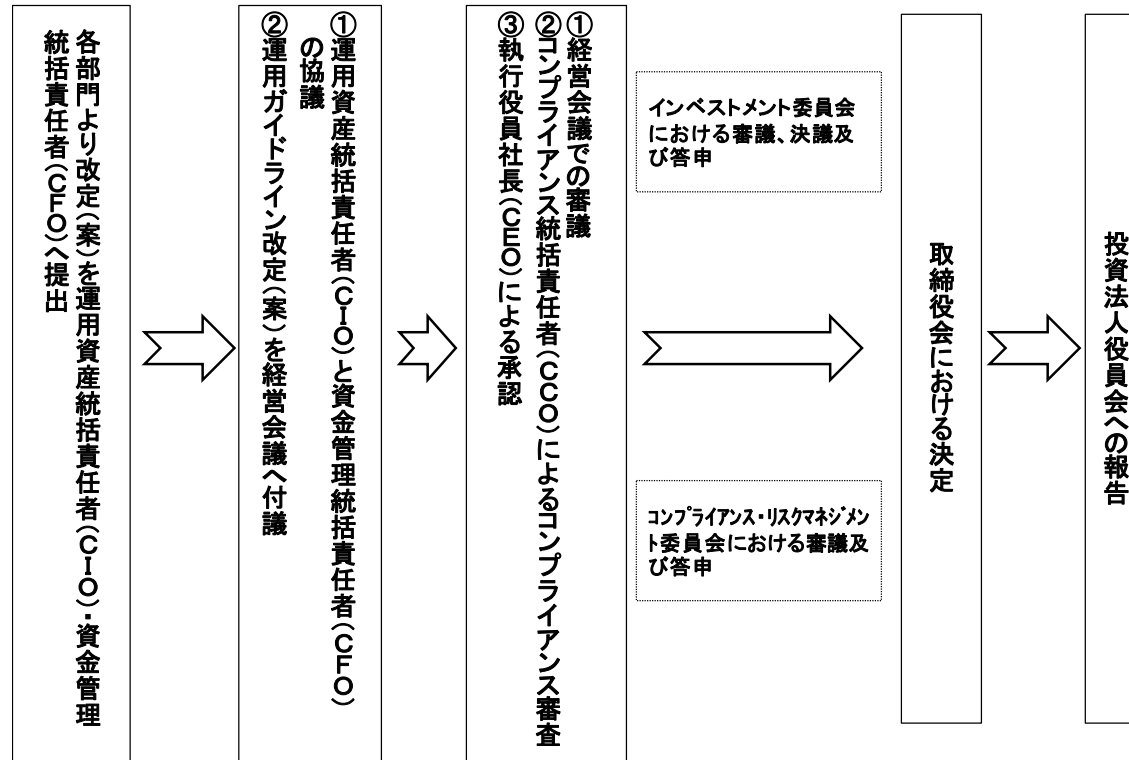 各部門より改定(案)を運用資産統括責任者(CIO)・資金管理
統括責任者(CFO)へ提出
①運用資産統括責任者(CIO)と資金管理統括責任者(CFO)
の協議
②運用ガイドライン改定(案)を経営会議へ付議
①経営会議での審議
②コンプライアンス統括責任者(CCO)によるコンプライアンス審査
③執行役員社長(CEO)による承認
インベストメント委員会
における審議、決議及
び答申
コンプライアンス・リスクマネジメン
ト委員会における審議及
び答申
取締役会における決定
投資法人役員会への報告